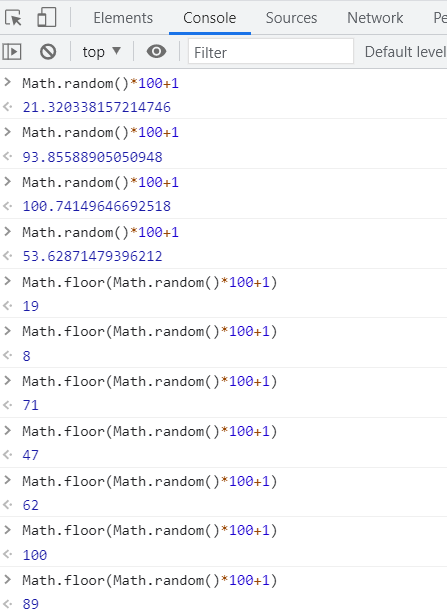 Elements Console Sources Network P
top ▼ Filter Default level
> Math.random()*100+1
21.320338157214746
> Math.random()*100+1
93.85588905050948
> Math.random()*100+1
100.74149646692518
> Math.random()*100+1
53.62871479396212
> Math.floor(Math.random()*100+1)
19
> Math.floor(Math.random()*100+1)
8
> Math.floor(Math.random()*100+1)
71
> Math.floor(Math.random()*100+1)
47
> Math.floor(Math.random()*100+1)
62
> Math.floor(Math.random()*100+1)
100
> Math.floor(Math.random()*100+1)
89